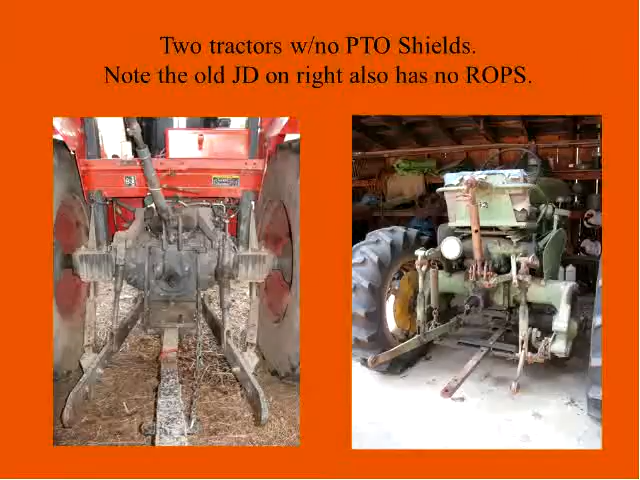 Two tractors w/no PTO Shields.
Note the old JD on right also has no ROPS.